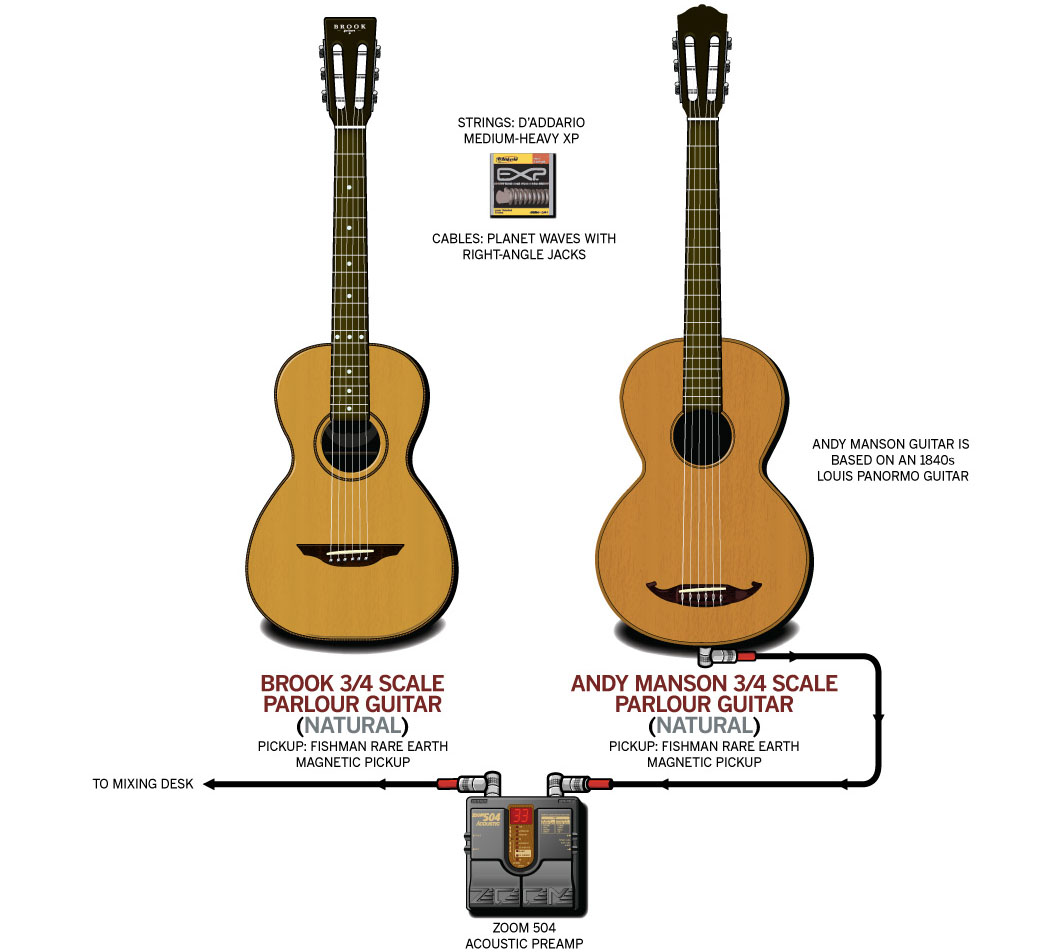 BROOK
STRINGS: D'ADDARIO
MEDIUM-HEAVY XP
EXP
CABLES: PLANET WAVES WITH
RIGHT-ANGLE JACKS
ANDY MANSON GUITAR IS
BASED ON AN 1840s
LOUIS PANORMO GUITAR
BROOK 3/4 SCALE
PARLOUR GUITAR
(NATURAL)
PICKUP: FISHMAN RARE EARTH
MAGNETIC PICKUP
ANDY MANSON 3/4 SCALE
PARLOUR GUITAR
(NATURAL)
PICKUP: FISHMAN RARE EARTH
MAGNETIC PICKUP
TO MIXING DESK
504
ACOUSTIC
33
ZOOM
ZOOM 504
ACOUSTIC PREAMP